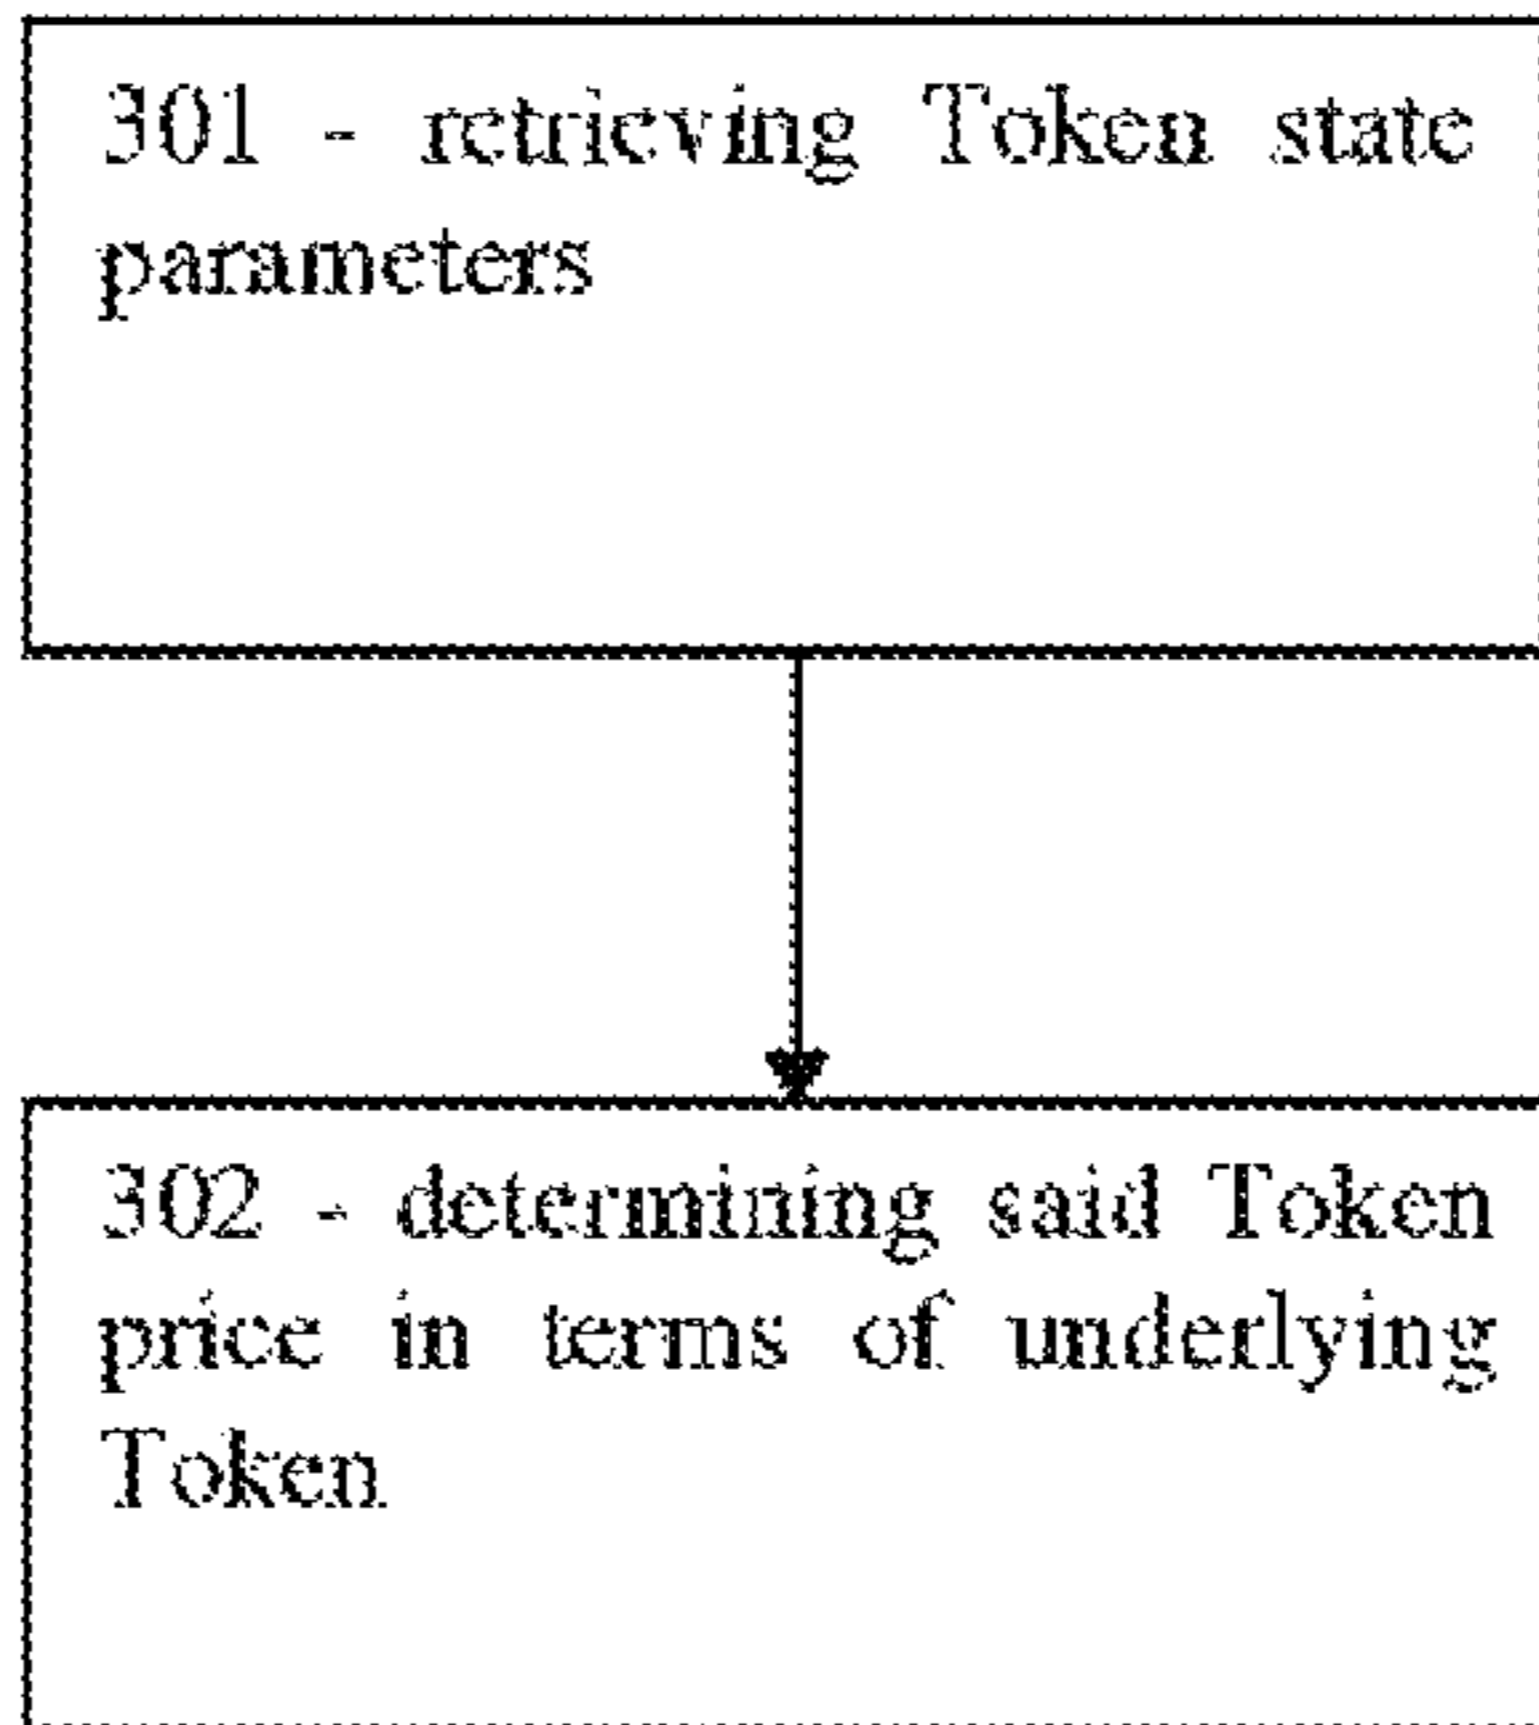 301 - retrieving Token state
parameters
302 - determining said Token
price in terms of underlying
Token